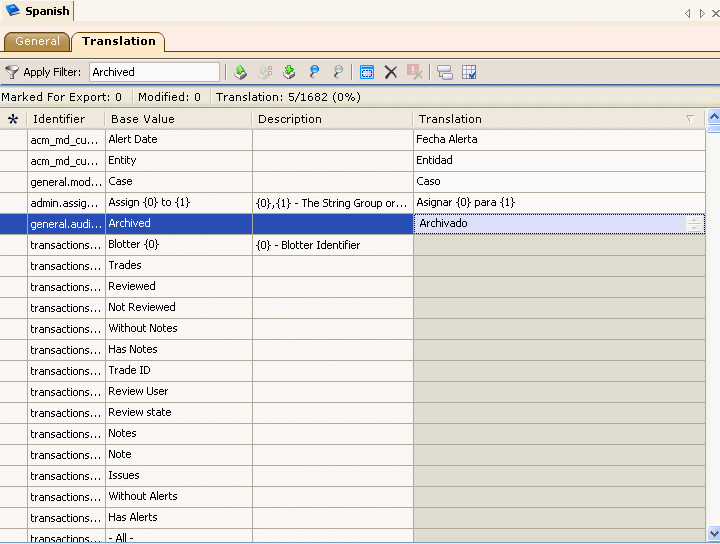 Spanish
General Translation
Apply Filter: Archived
Marked For Export: 0 Modified: 0 Translation: 5/1682 (0%)
* Identifier Base Value Description Translation
acm_md_cu... Alert Date Fecha Alerta
acm_md_cu... Entity Entidad
general.mod... Case Caso
admin.assig... Assign {0} to {1} {0},{1} - The String Group or... Asignar {0} para {1}
general.audi... Archived Archivado
transactions... Blotter {0} {0} - Blotter Identifier
transactions... Trades
transactions... Reviewed
transactions... Not Reviewed
transactions... Without Notes
transactions... Has Notes
transactions... Trade ID
transactions... Review User
transactions... Review state
transactions... Notes
transactions... Note
transactions... Issues
transactions... Without Alerts
transactions... Has Alerts
transactions... - All -